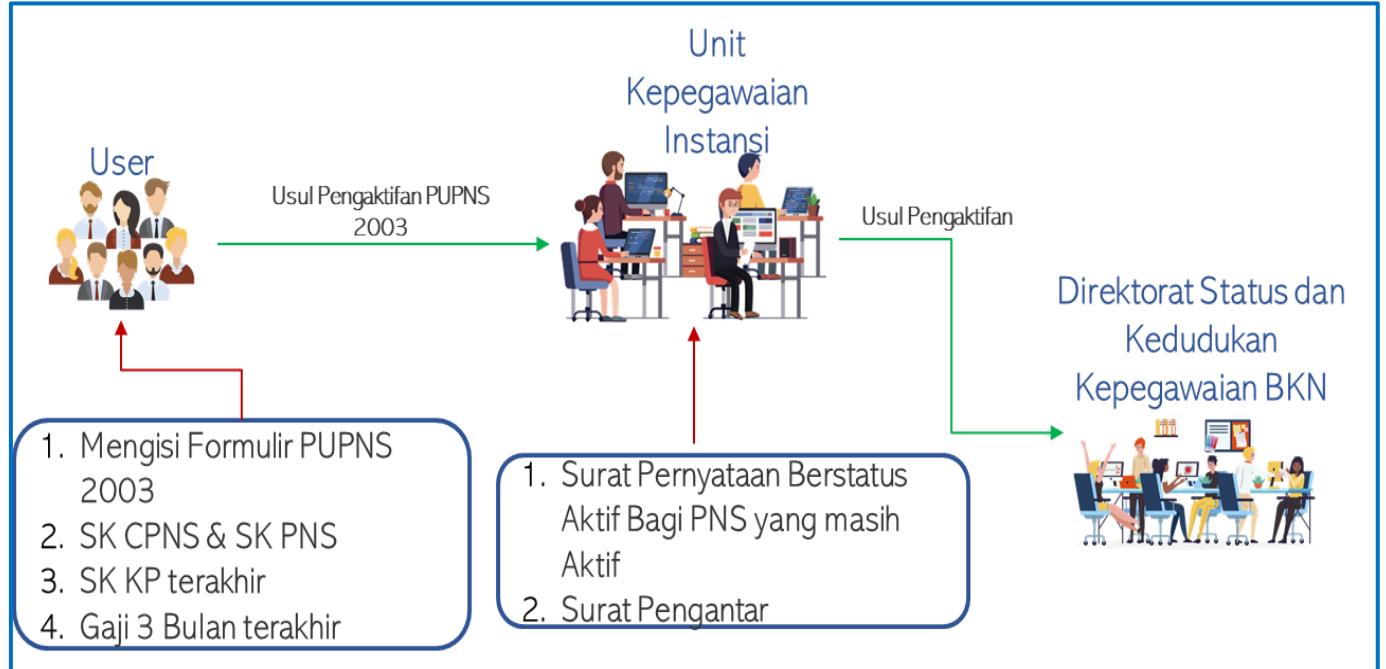 Unit
Kepegawaian
Instansi
User
Usul Pengaktifan PUPNS
2003
Usul Pengaktifan
Direktorat Status dan
Kedudukan
Kepegawaian BKN
1. Mengisi Formulir PUPNS
2003
2. SK CPNS & SK PNS
3. SK KP terakhir
4. Gaji 3 Bulan terakhir
1. Surat Pernyataan Berstatus
Aktif Bagi PNS yang masih
Aktif
2. Surat Pengantar